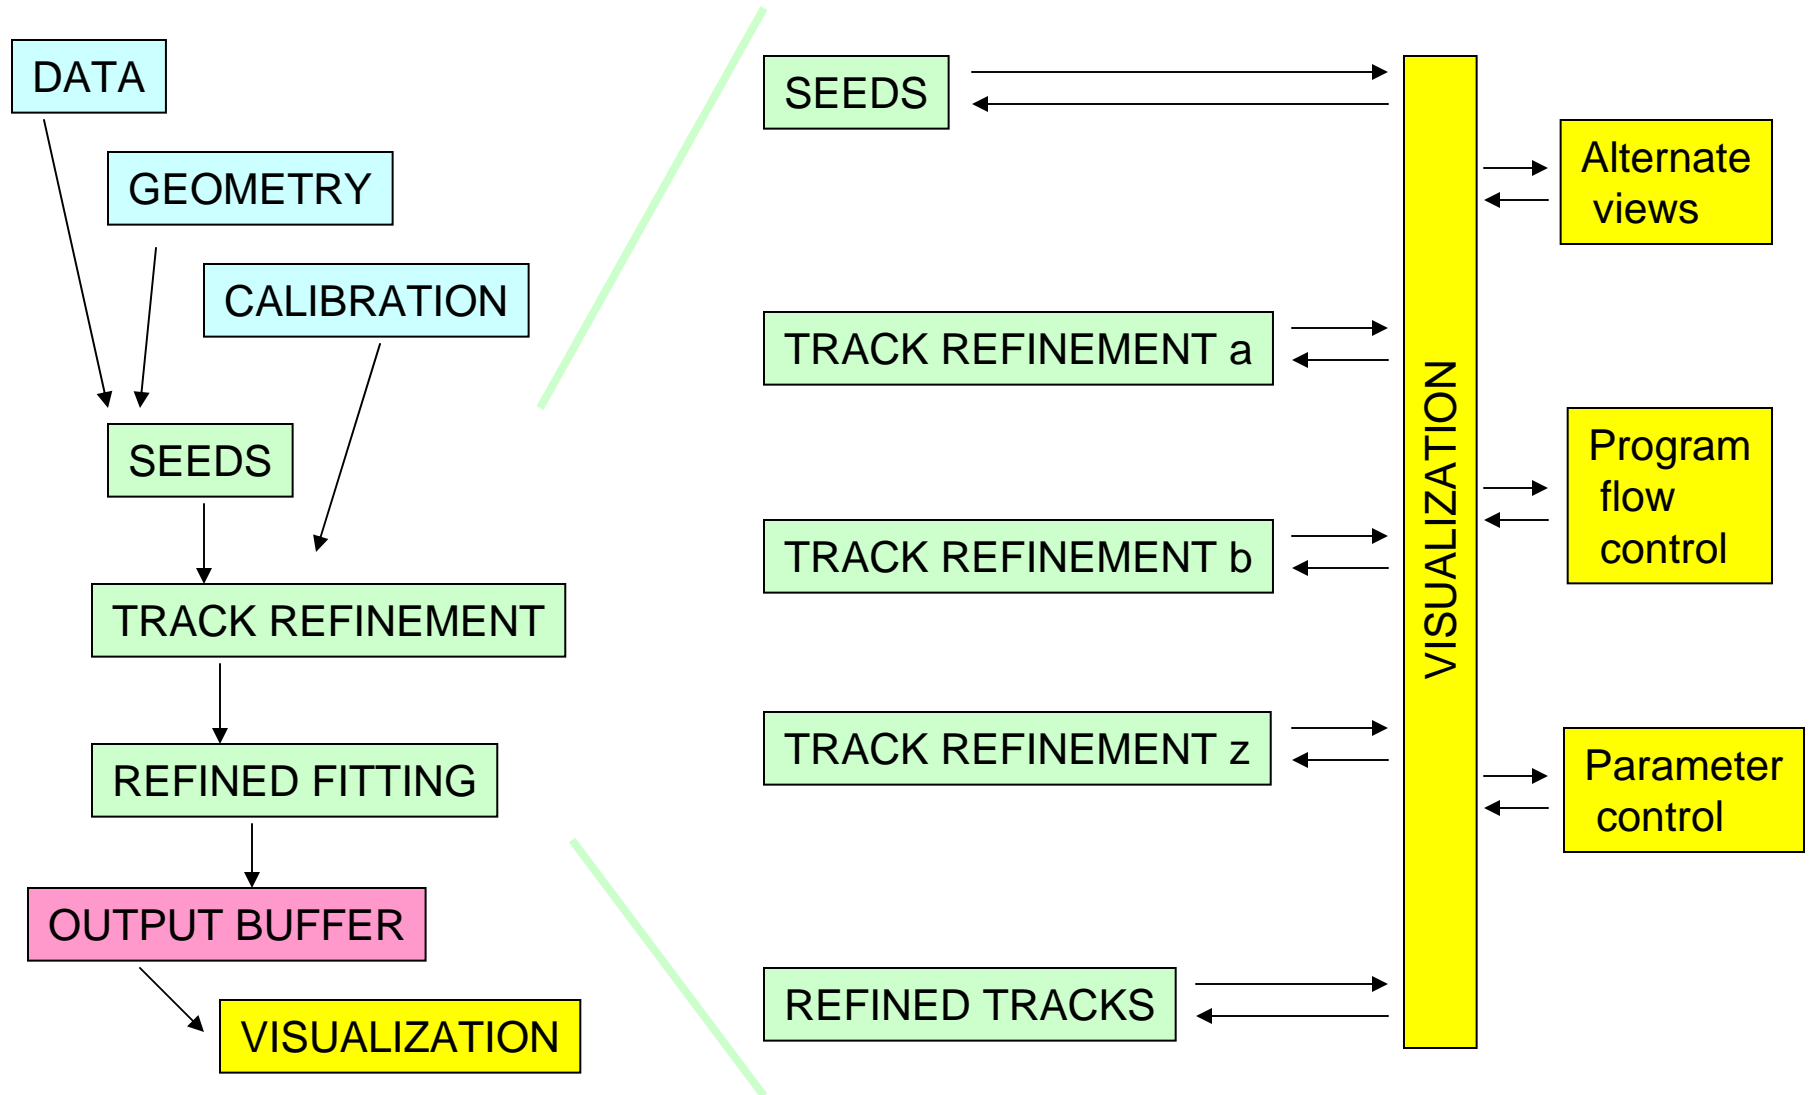 DATA
GEOMETRY
CALIBRATION
SEEDS
TRACK REFINEMENT
REFINED FITTING
OUTPUT BUFFER
VISUALIZATION
SEEDS
TRACK REFINEMENT a
TRACK REFINEMENT b
TRACK REFINEMENT z
REFINED TRACKS
VISUALIZATION
Alternate
views
Program
flow
control
Parameter
control